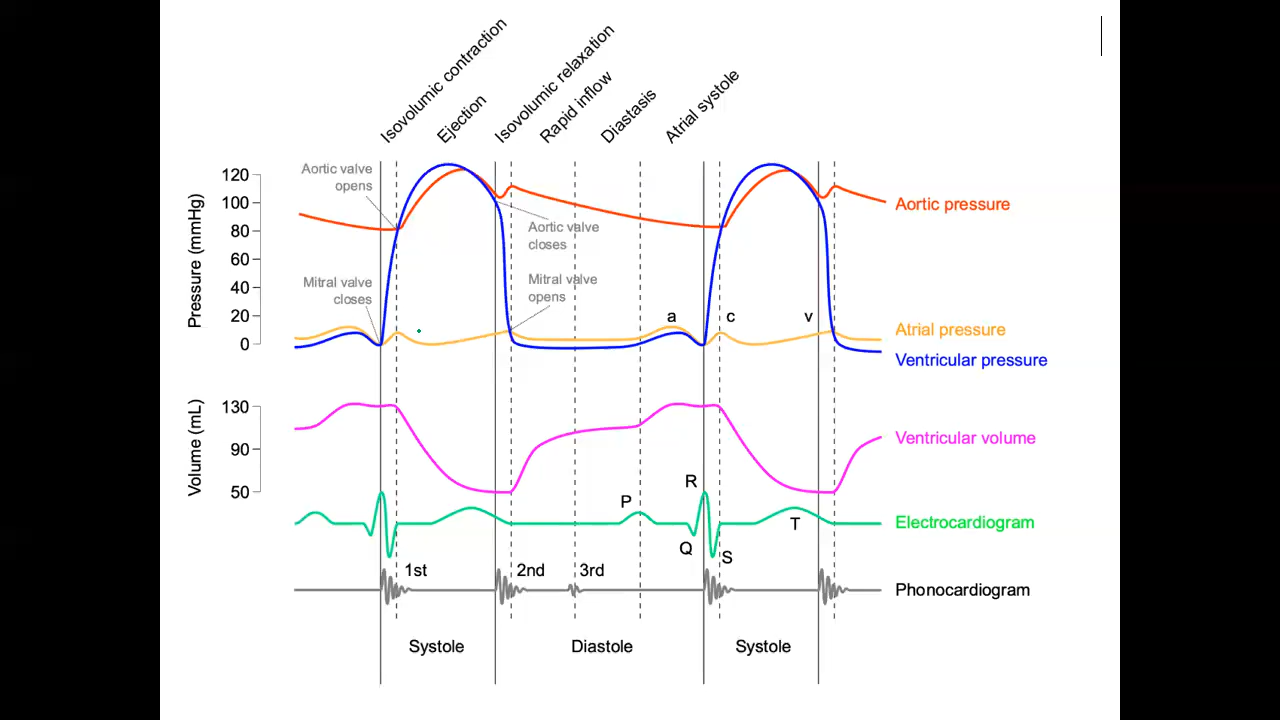 Isovolumic contraction
Ejection
Isovolumic relaxation
Rapid inflow
Diastasis
Atrial systole
Aortic valve
opens
Aortic valve
closes
Mitral valve
closes
Mitral valve
opens
Pressure (mmHg)
120
100
80
60
40
20
0
a
c
v
Aortic pressure
Atrial pressure
Ventricular pressure
Volume (mL)
130
90
50
Ventricular volume
P
R
Q
S
T
Electrocardiogram
1st
2nd
3rd
Phonocardiogram
Systole
Diastole
Systole